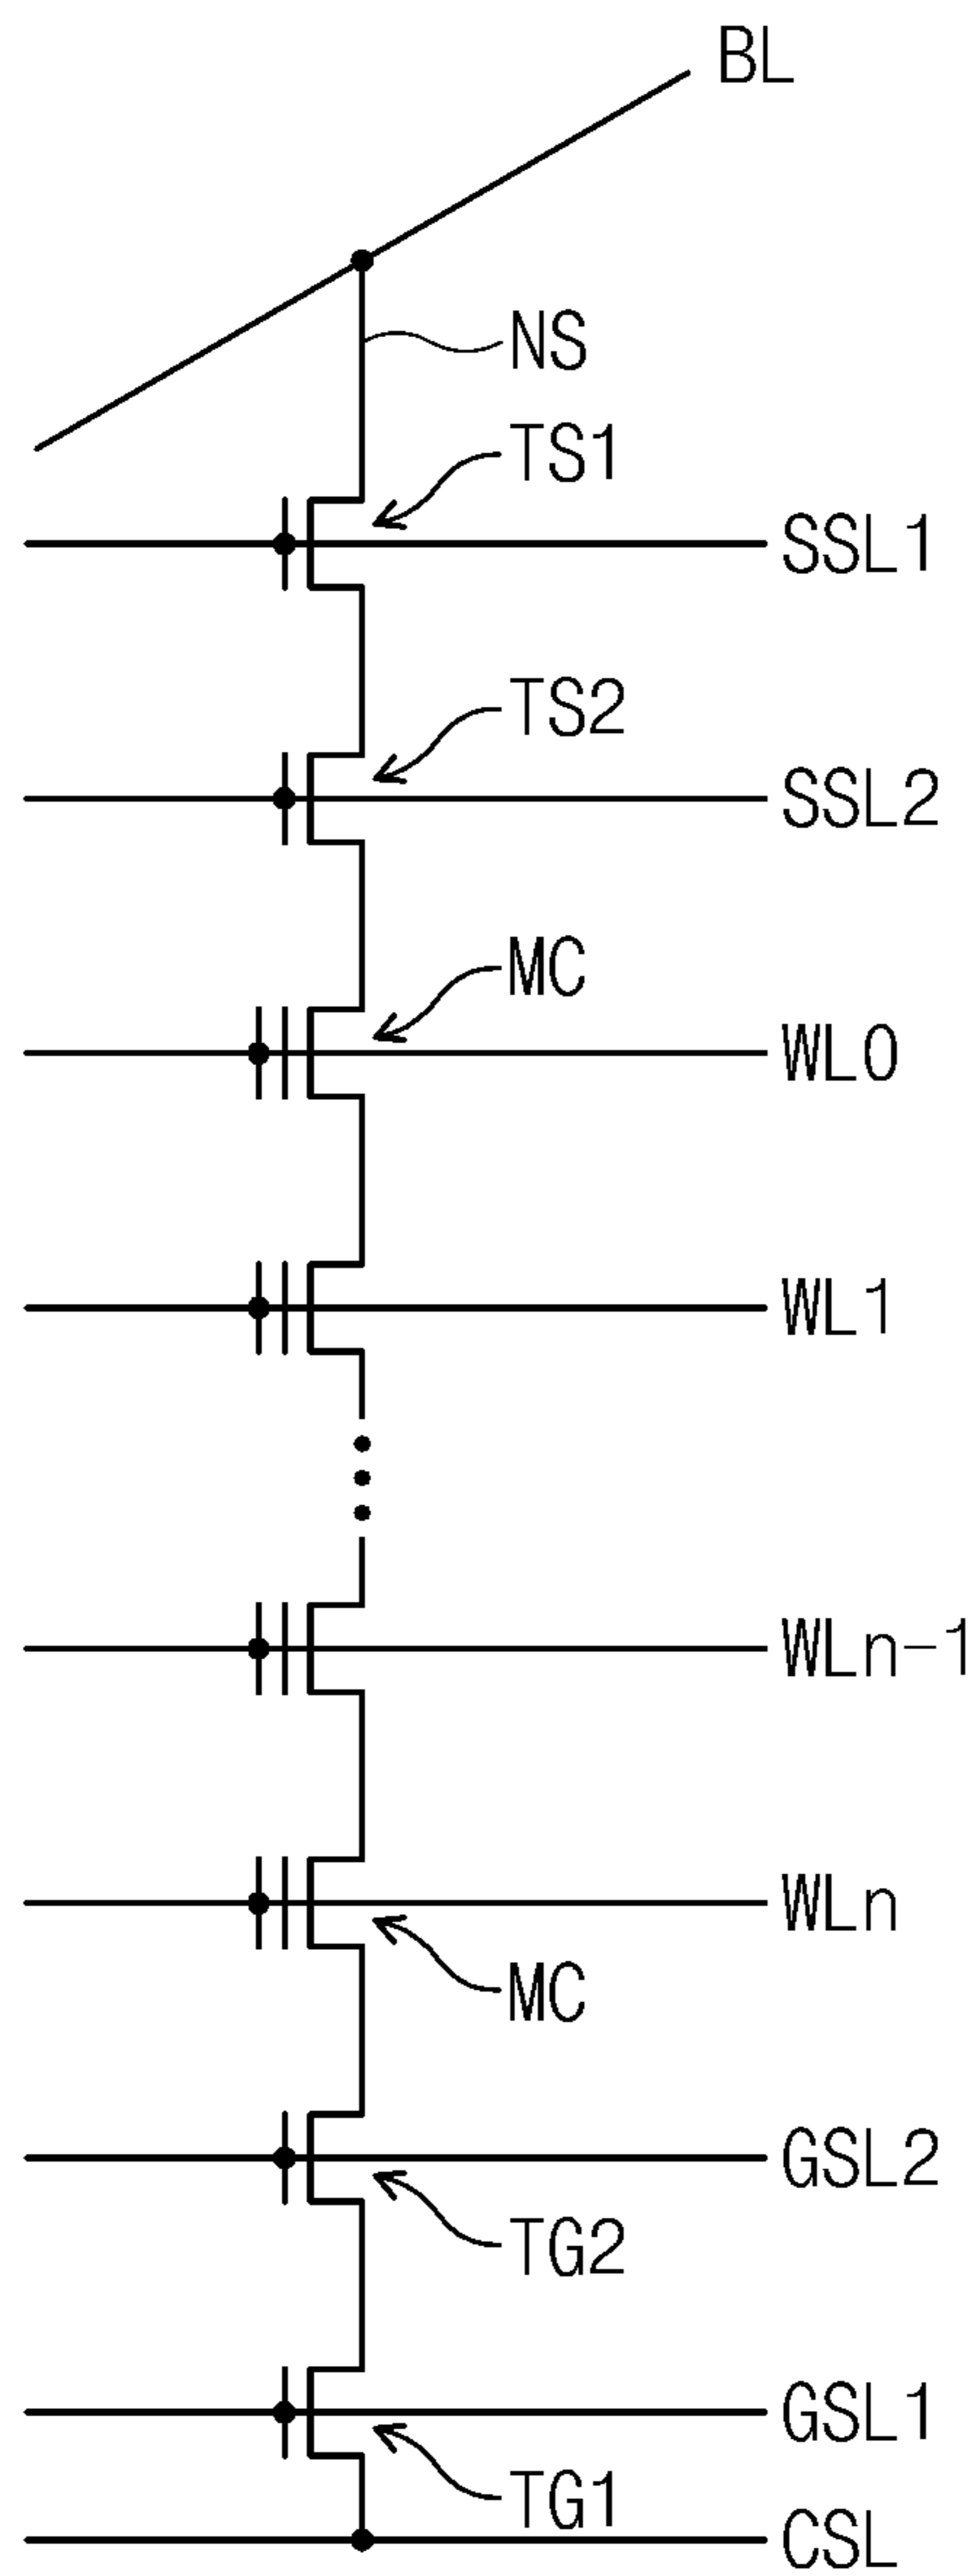 BL
NS
TS1
SSL1
TS2
SSL2
MC
WL0
WL1
WLn-1
WLn
MC
GSL2
TG2
GSL1
TG1
CSL